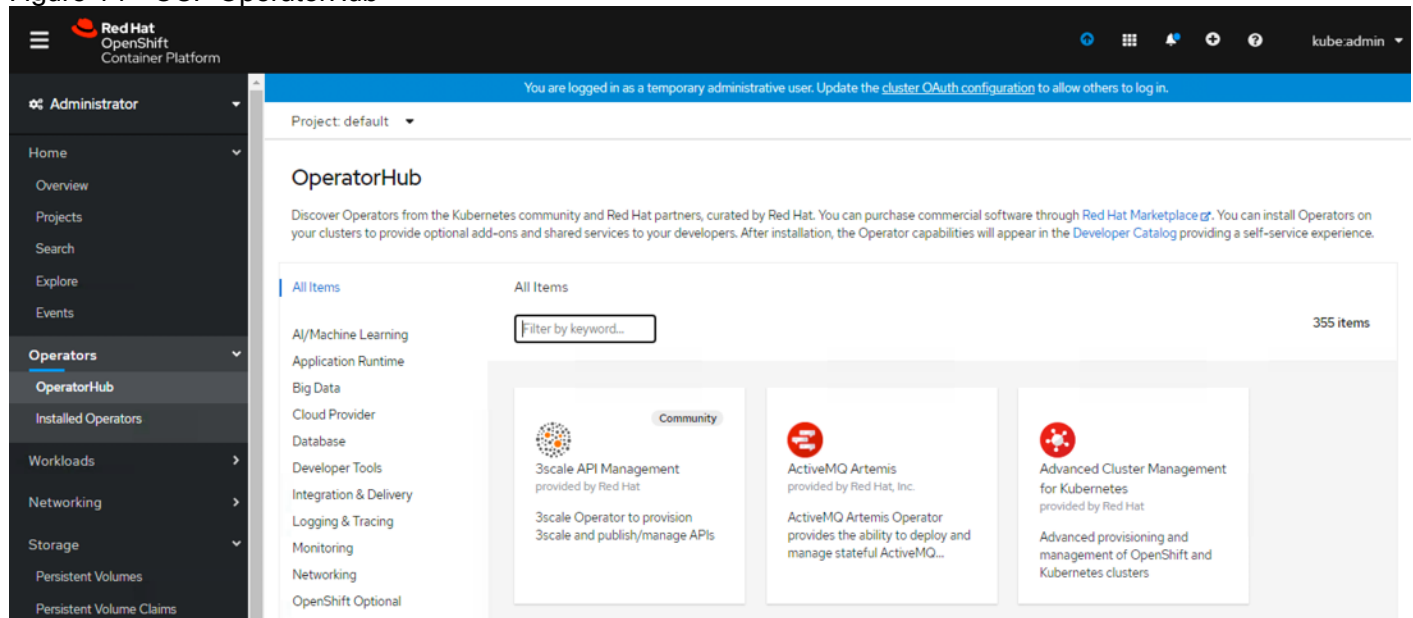 Red Hat
OpenShift
Container Platform
kube:admin
Administrator
You are logged in as a temporary administrative user. Update the cluster OAuth configuration to allow others to log in.
Project: default
Home
Overview
Projects
Search
Explore
Events
Operators
OperatorHub
Installed Operators
Workloads
Networking
Storage
Persistent Volumes
Persistent Volume Claims
OperatorHub
Discover Operators from the Kubernetes community and Red Hat partners, curated by Red Hat. You can purchase commercial software through Red Hat Marketplace. You can install Operators on
your clusters to provide optional add-ons and shared services to your developers. After installation, the Operator capabilities will appear in the Developer Catalog providing a self-service experience.
All Items
AI/Machine Learning
Application Runtime
Big Data
Cloud Provider
Database
Developer Tools
Integration & Delivery
Logging & Tracing
Monitoring
Networking
OpenShift Optional
All Items
Filter by keyword...
355 items
Community
3scale API Management
provided by Red Hat
3scale Operator to provision
3scale and publish/manage APIs
ActiveMQ Artemis
provided by Red Hat, Inc.
ActiveMQ Artemis Operator
provides the ability to deploy and
manage stateful ActiveMQ...
Advanced Cluster Management
for Kubernetes
provided by Red Hat
Advanced provisioning and
management of OpenShift and
Kubernetes clusters